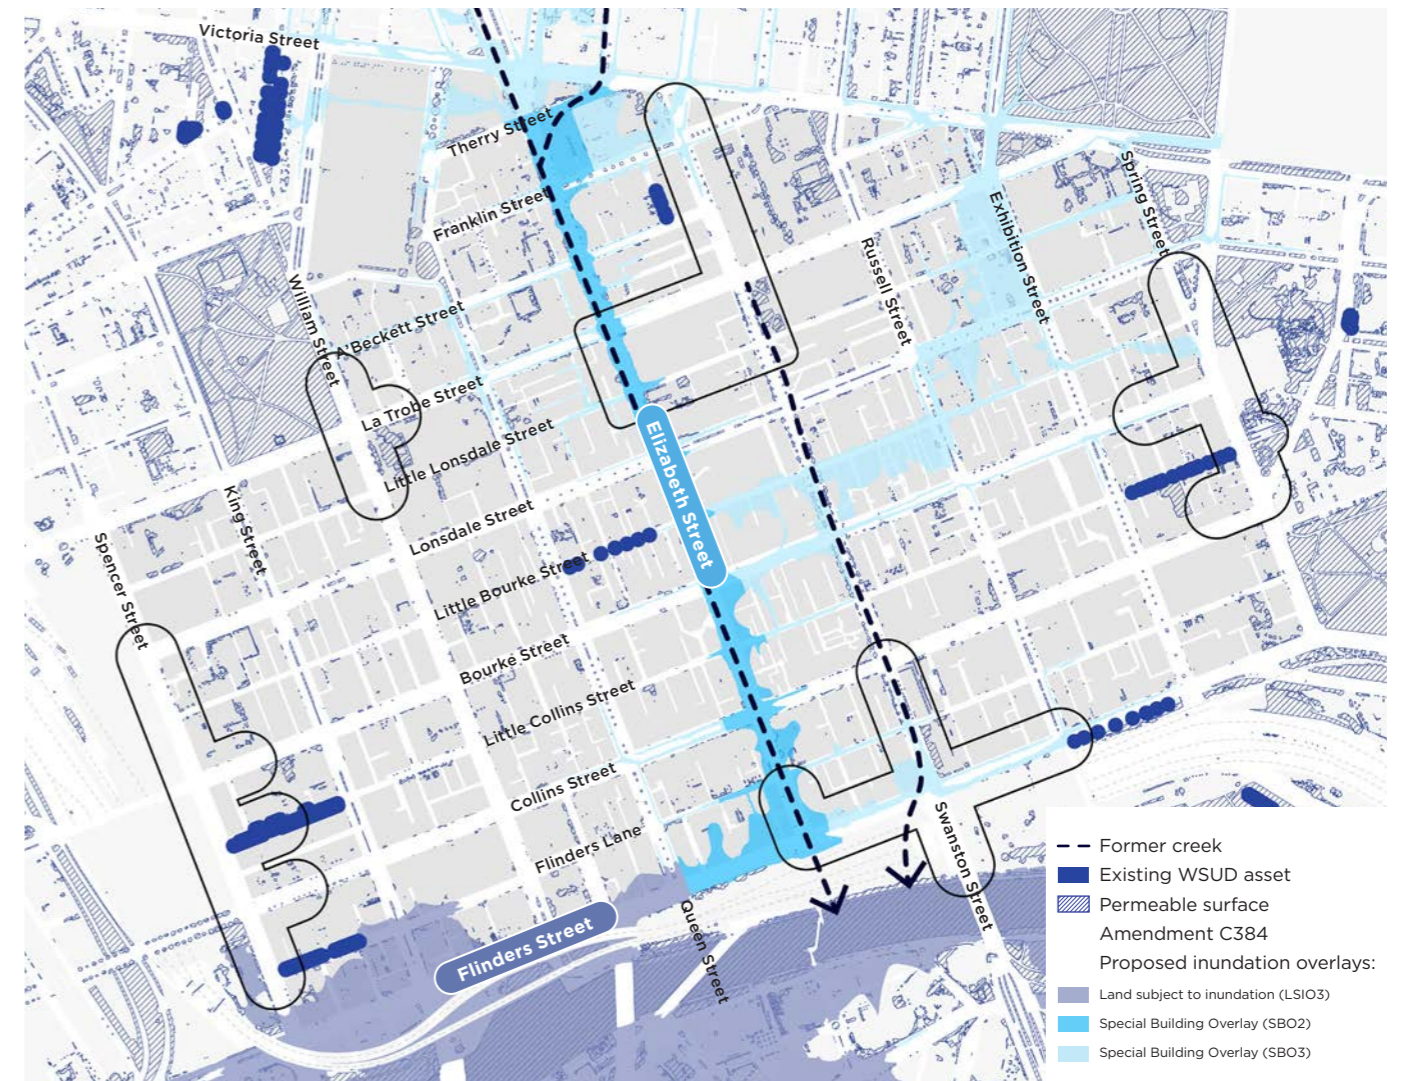 Victoria Street
Therry Street
Franklin Street
Spring Street
Exhibition Street
Russell Street
William Street
A'Beckett Street
La Trobe Street
Little Lonsdale Street
Elizabeth Street
King Street
Lonsdale Street
Spencer Street
Little Bourke Street
Bourke Street
Little Collins Street
Collins Street
Flinders Lane
Swanston Street
Queen Street
Flinders Street
Former creek
Existing WSUD asset
Permeable surface
Amendment C384
Proposed inundation overlays:
Land subject to inundation (LSIO3)
Special Building Overlay (SBO2)
Special Building Overlay (SBO3)